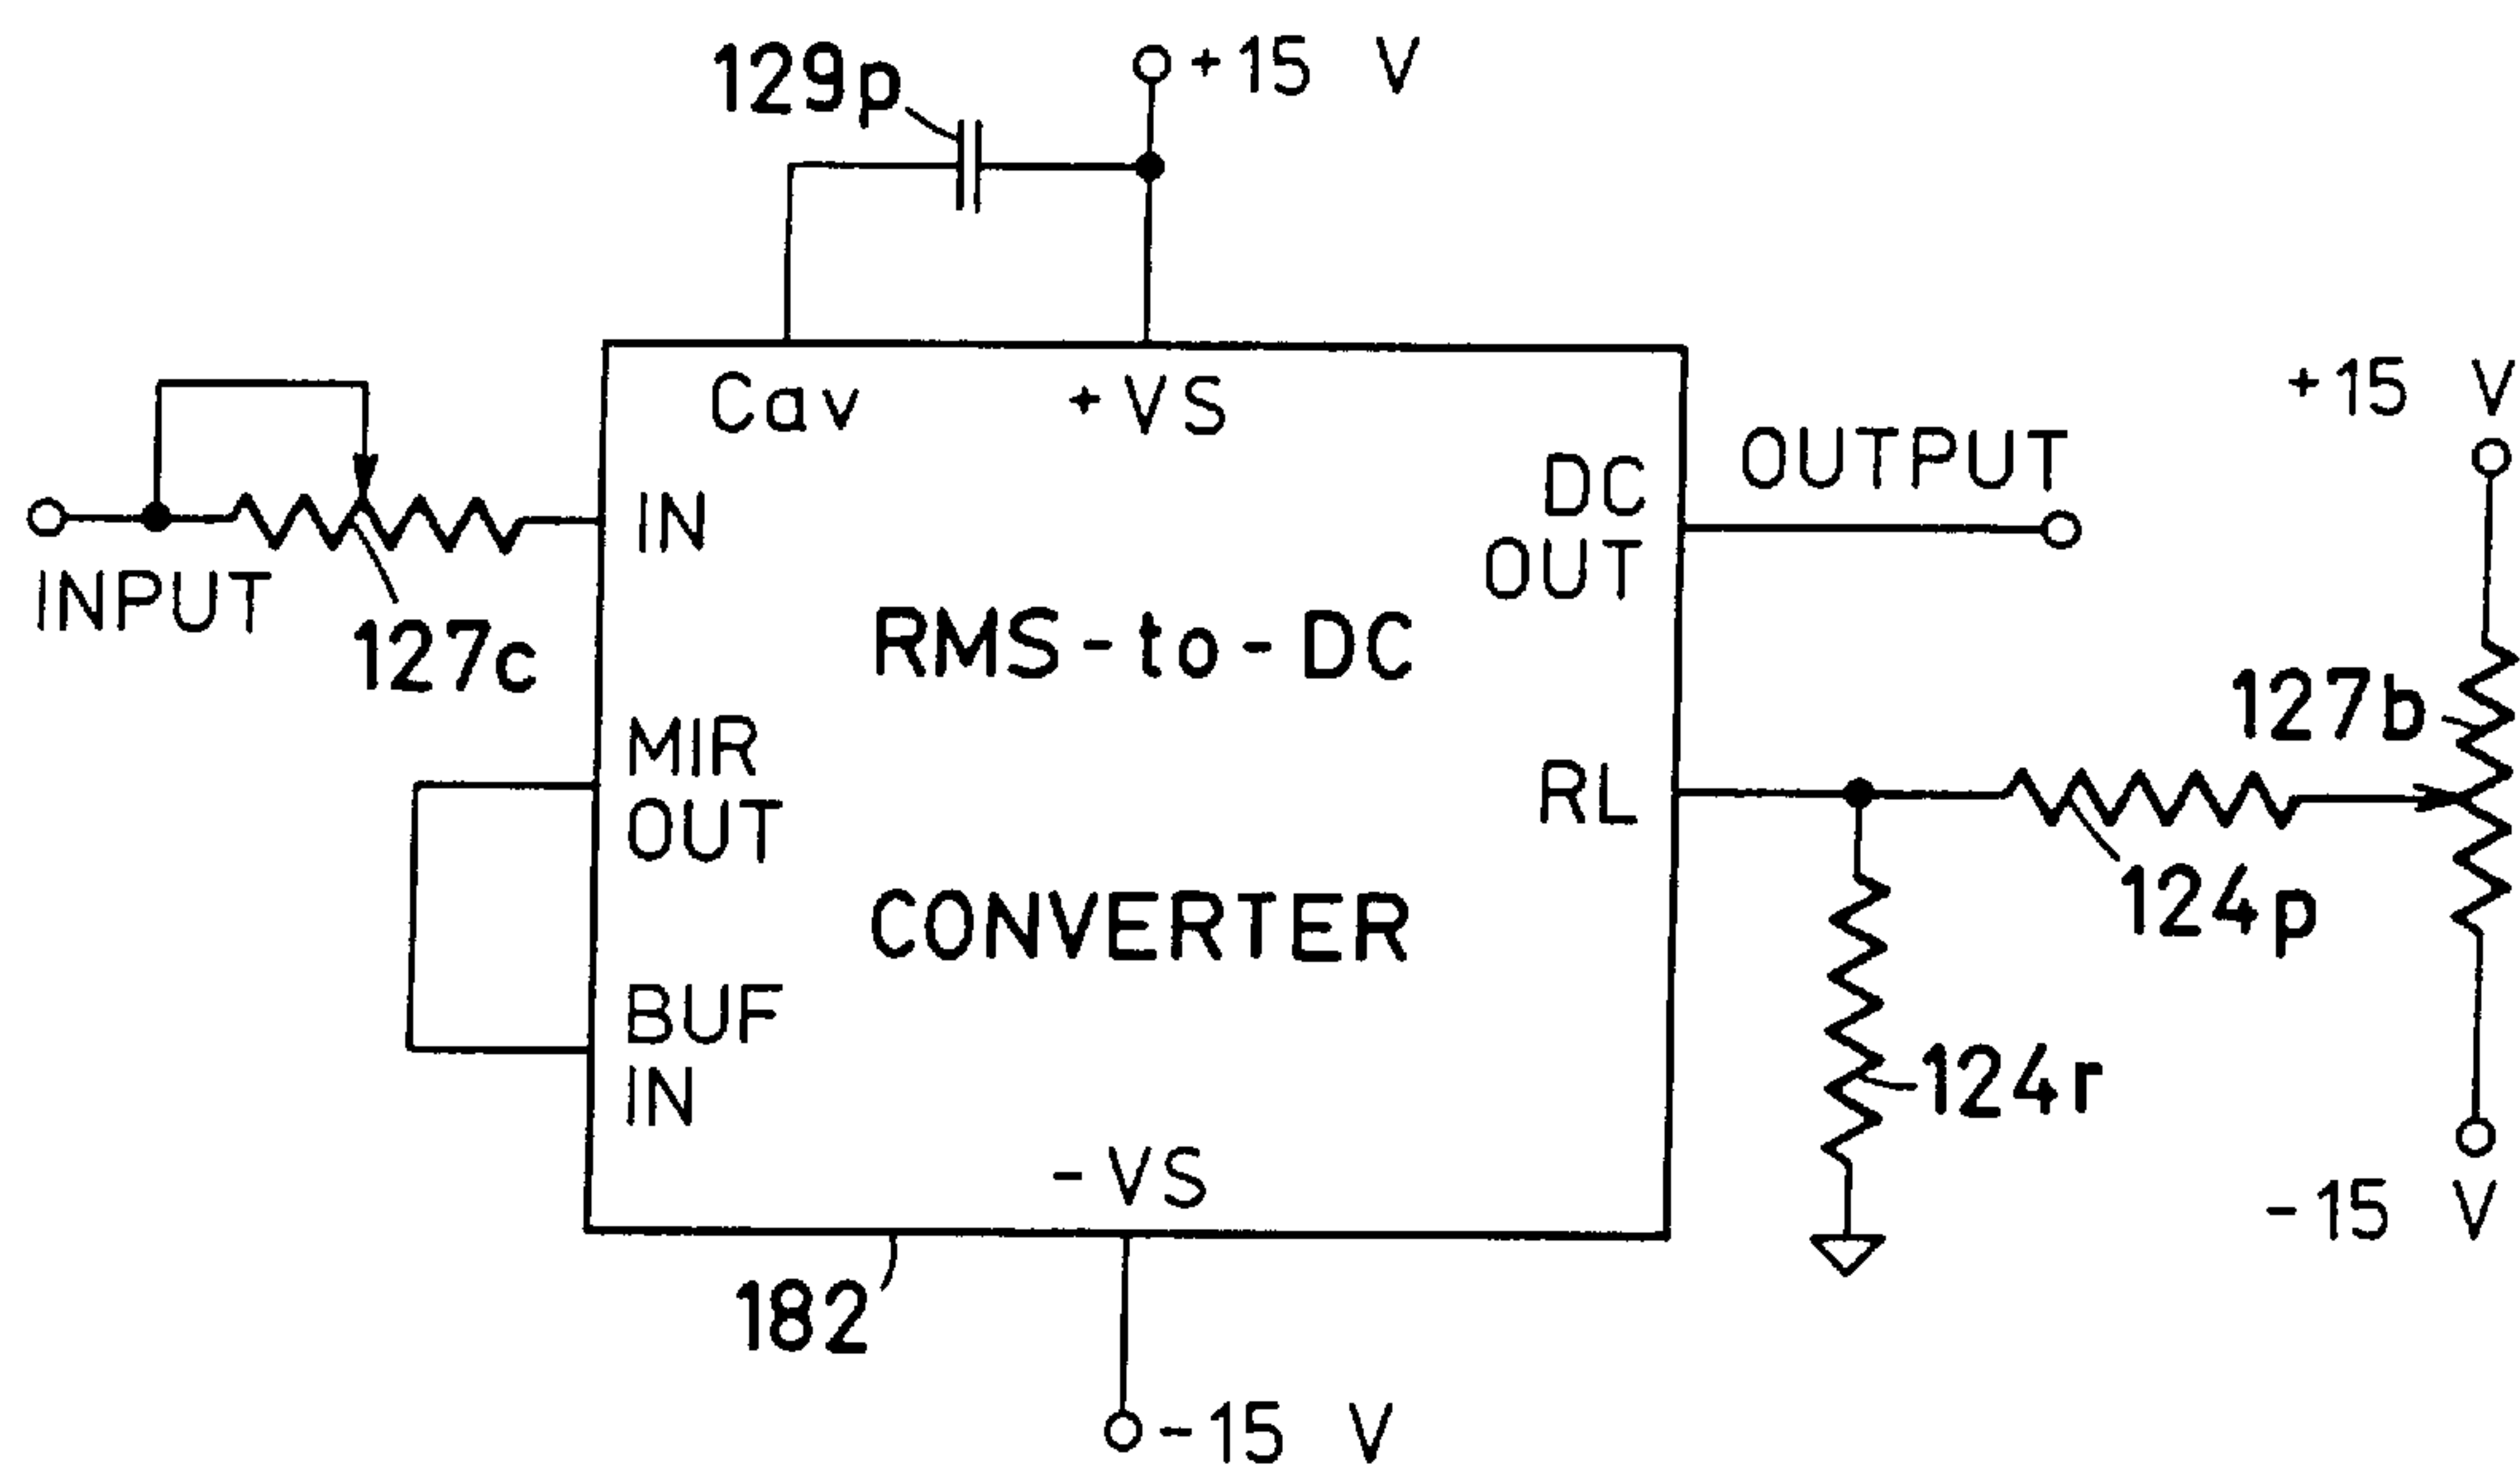 129p
+15 V
Cav
+VS
+15 V
DC
OUT
OUTPUT
IN
INPUT
127c
RMS-to-DC
127b
MIR
OUT
RL
124p
CONVERTER
BUF
IN
124r
-VS
-15 V
182
-15 V